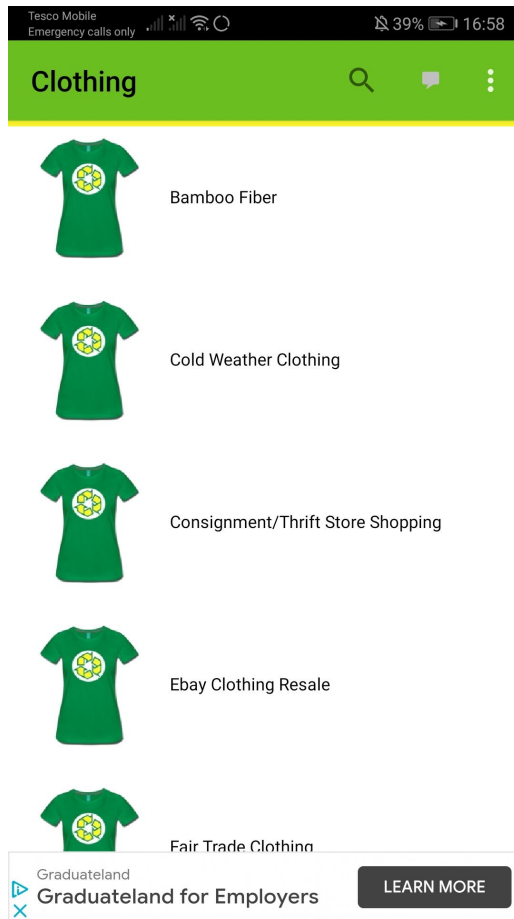 Tesco Mobile
Emergency calls only
39%
16:58
Clothing
Bamboo Fiber
Cold Weather Clothing
Consignment/Thrift Store Shopping
Ebay Clothing Resale
Fair Trade Clothing
Graduateland
Graduateland for Employers
LEARN MORE